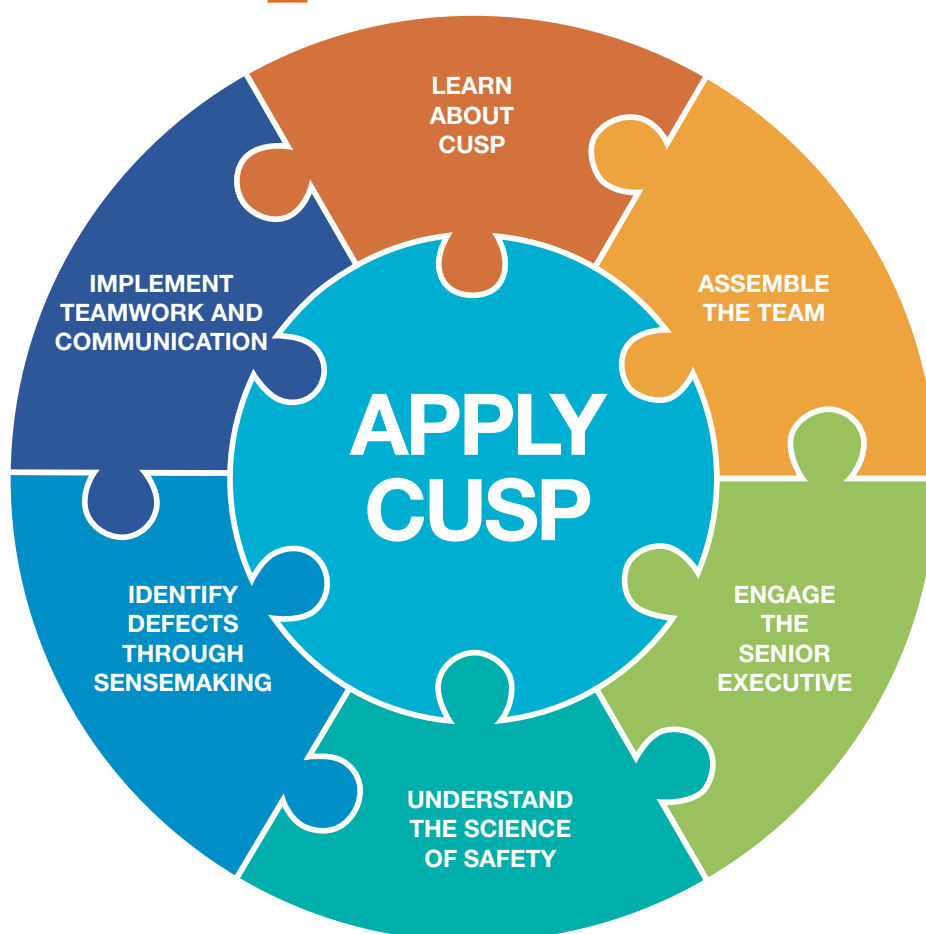 LEARN
ABOUT
CUSP
ASSEMBLE
THE TEAM
ENGAGE
THE
SENIOR
EXECUTIVE
UNDERSTAND
THE SCIENCE
OF SAFETY
IDENTIFY
DEFECTS
THROUGH
SENSEMAKING
IMPLEMENT
TEAMWORK AND
COMMUNICATION
APPLY
CUSP